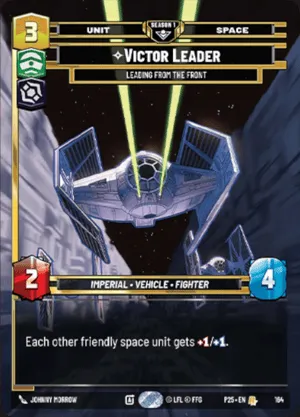 3
UNIT
SEASON 1
SPACE
VICTOR LEADER
LEADING FROM THE FRONT
2
4
IMPERIAL • VEHICLE • FIGHTER
Each other friendly space unit gets +1/+1.
JOHNNY MORROW
© LFL © FFG
P25 • EN
164